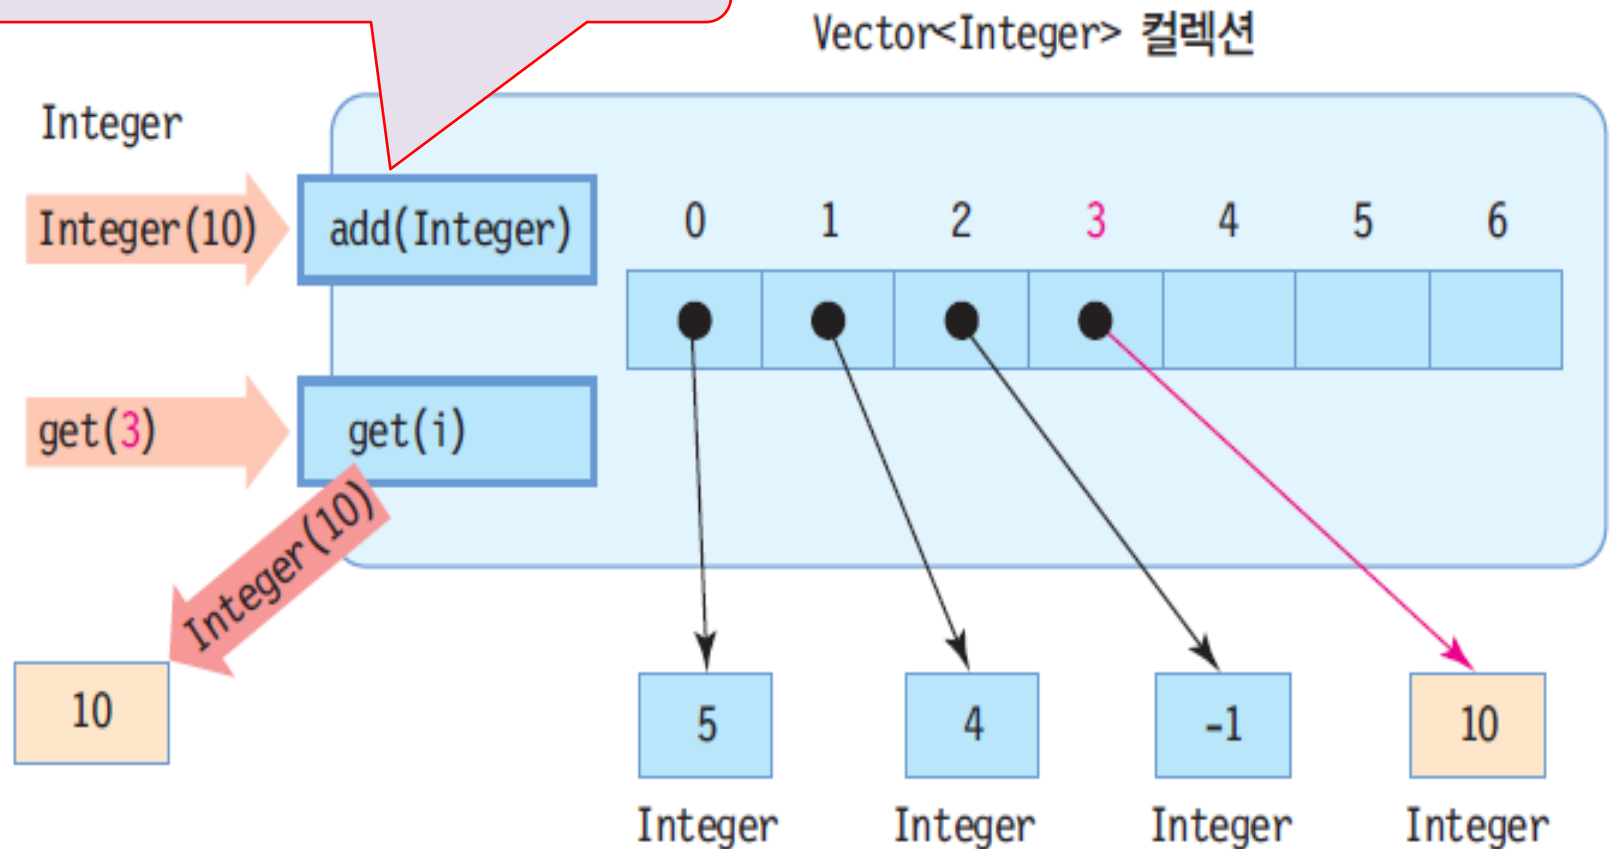 Vector<Integer> 컬렉션
Integer
Integer(10)
add(Integer)
0 1 2 3 4 5 6
get(3)
get(i)
Integer(10)
10
5 4 -1 10
Integer Integer Integer Integer